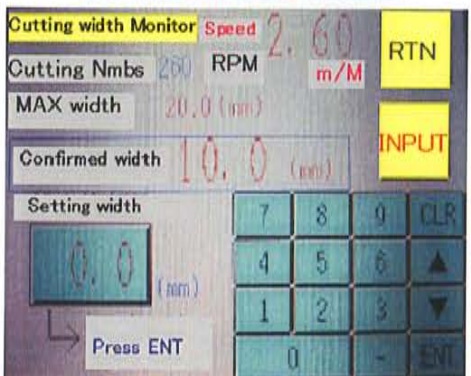 Cutting width Monitor Speed 2.60 RTN
Cutting Nmbs 260 RPM m/M
MAX width 20.0 (mm)
INPUT
Confirmed width 10.0 (mm)
Setting width
7 8 9 CLR
0.0 (mm)
4 5 6 ▲
1 2 3 ▼
Press ENT
0 - ENT